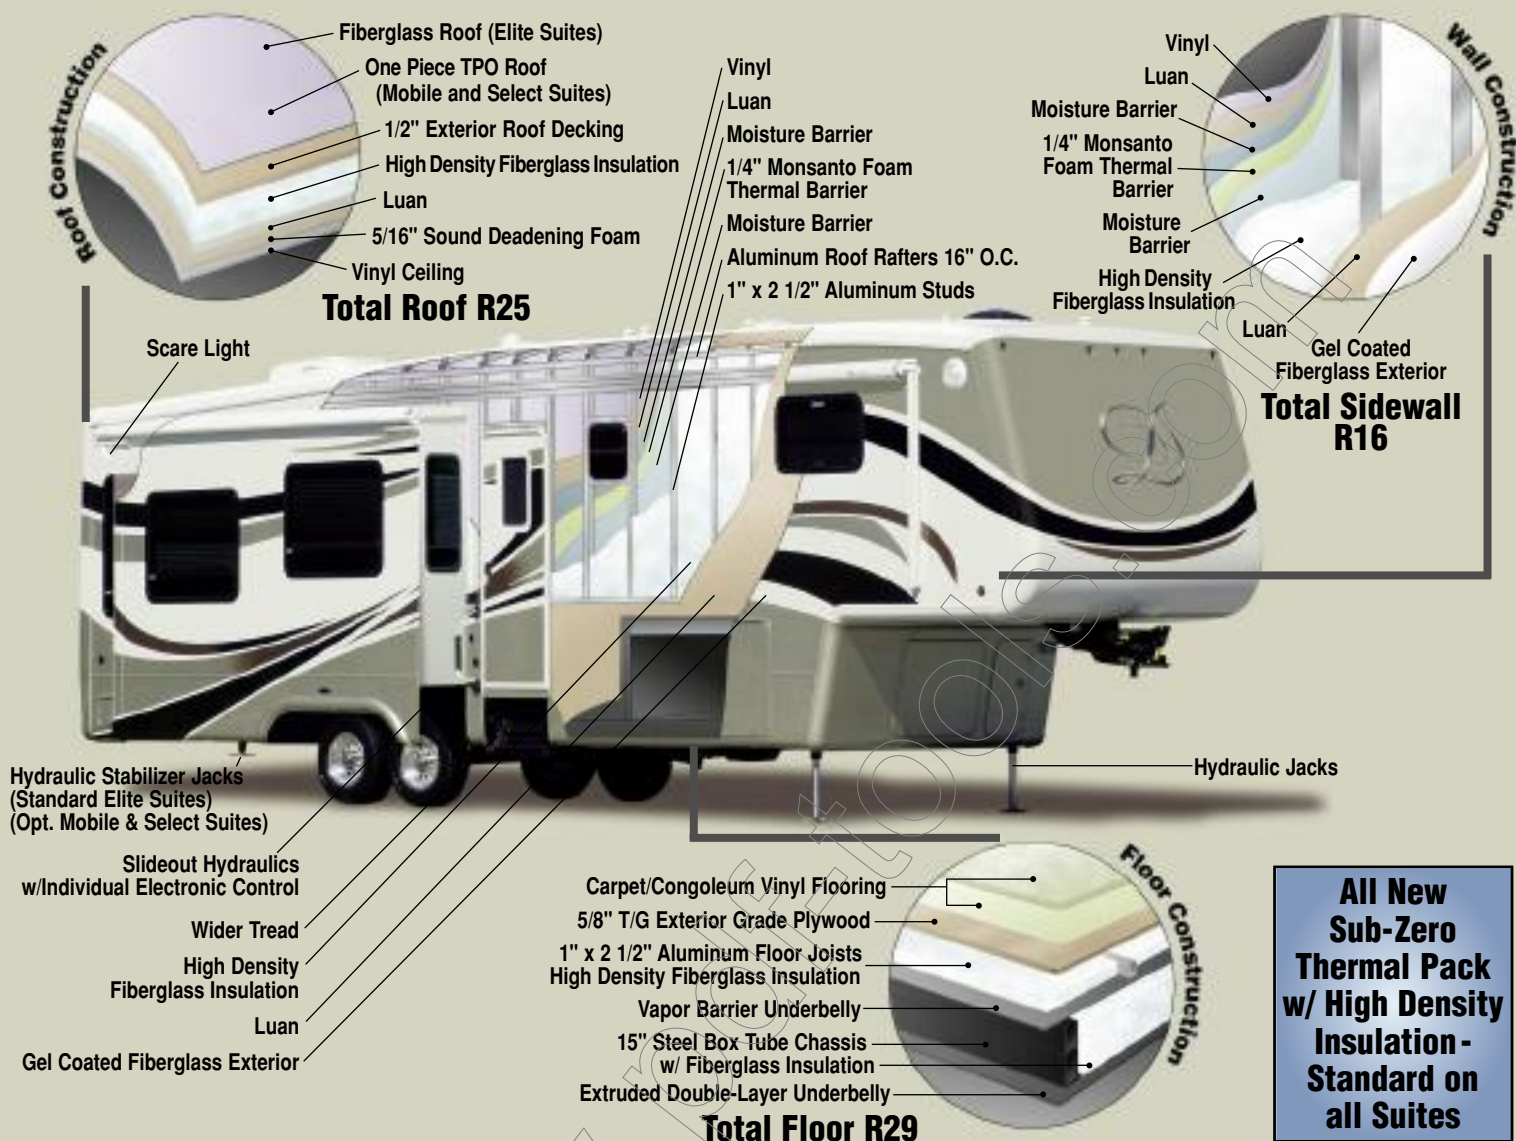 Roof Construction
Fiberglass Roof (Elite Suites)
One Piece TPO Roof
(Mobile and Select Suites)
1/2" Exterior Roof Decking
High Density Fiberglass Insulation
Luan
5/16" Sound Deadening Foam
Vinyl Ceiling
Total Roof R25
Vinyl
Luan
Moisture Barrier
1/4" Monsanto Foam
Thermal Barrier
Moisture Barrier
Aluminum Roof Rafters 16" O.C.
1" x 2 1/2" Aluminum Studs
Wall Construction
Vinyl
Luan
Moisture Barrier
1/4" Monsanto
Foam Thermal
Barrier
Moisture
Barrier
High Density
Fiberglass Insulation
Luan
Gel Coated
Fiberglass Exterior
Total Sidewall
R16
Scare Light
Hydraulic Stabilizer Jacks
(Standard Elite Suites)
(Opt. Mobile & Select Suites)
Slideout Hydraulics
w/Individual Electronic Control
Wider Tread
High Density
Fiberglass Insulation
Luan
Gel Coated Fiberglass Exterior
Hydraulic Jacks
Floor Construction
Carpet/Congoleum Vinyl Flooring
5/8" T/G Exterior Grade Plywood
1" x 2 1/2" Aluminum Floor Joists
High Density Fiberglass Insulation
Vapor Barrier Underbelly
15" Steel Box Tube Chassis
w/ Fiberglass Insulation
Extruded Double-Layer Underbelly
Total Floor R29
All New
Sub-Zero
Thermal Pack
w/ High Density
Insulation -
Standard on
all Suites
pdf-tools.com